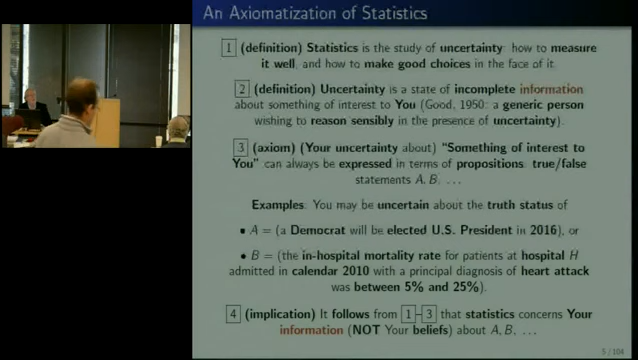 An Axiomatization of Statistics
1 (definition) Statistics is the study of uncertainty: how to measure
it well, and how to make good choices in the face of it.
2 (definition) Uncertainty is a state of incomplete information
about something of interest to You (Good, 1950: a generic person
wishing to reason sensibly in the presence of uncertainty).
3 (axiom) (Your uncertainty about) “Something of interest to
You” can always be expressed in terms of propositions: true/false
statements A, B, ...
Examples: You may be uncertain about the truth status of
• A = (a Democrat will be elected U.S. President in 2016), or
• B = (the in-hospital mortality rate for patients at hospital H
admitted in calendar 2010 with a principal diagnosis of heart attack
was between 5% and 25%).
4 (implication) It follows from 1–3 that statistics concerns Your
information (NOT Your beliefs) about A, B, ...
5 / 104